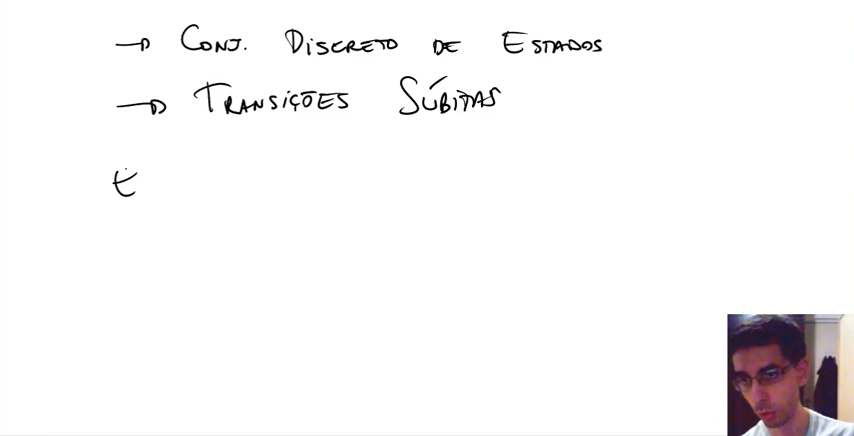 → CONJ. DISCRETO DE ESTADOS
→ TRANSIÇÕES SÚBITAS
t